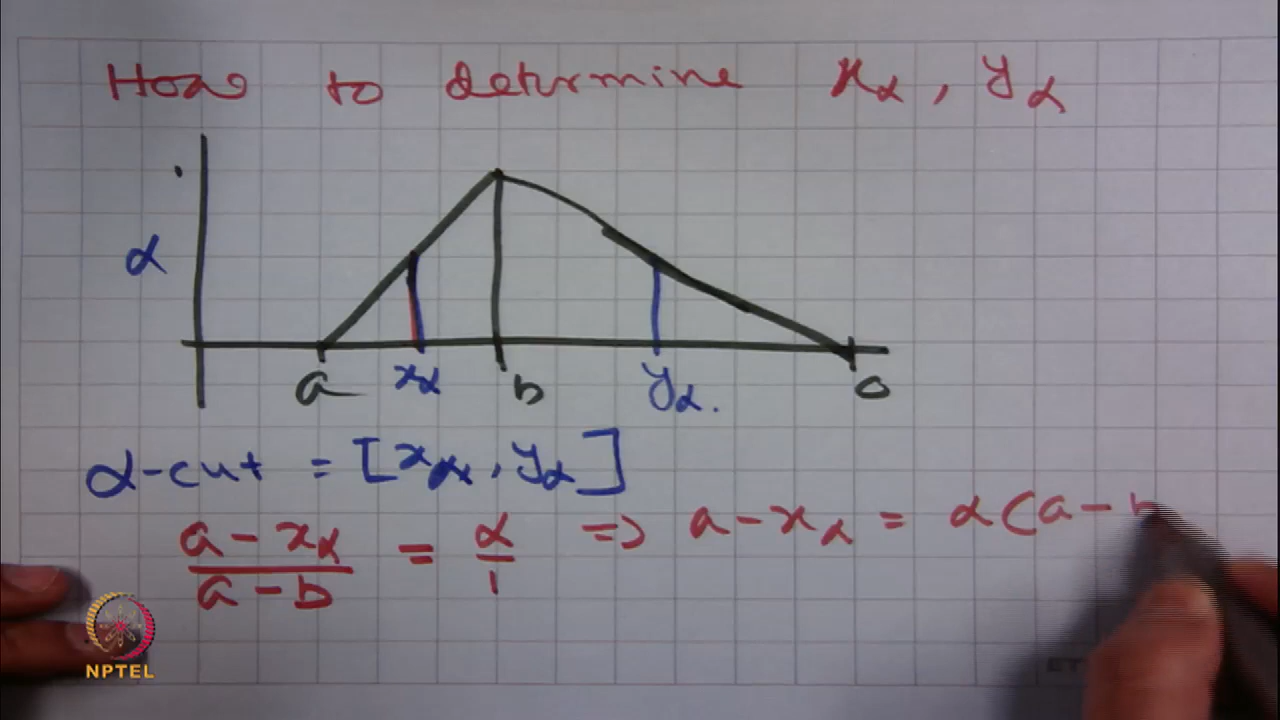 How to determine xα, yα
α
a xα b yα. c
α-cut = [xα, yα]
a - xα / a - b = α / 1 => a - xα = α(a - b
NPTEL